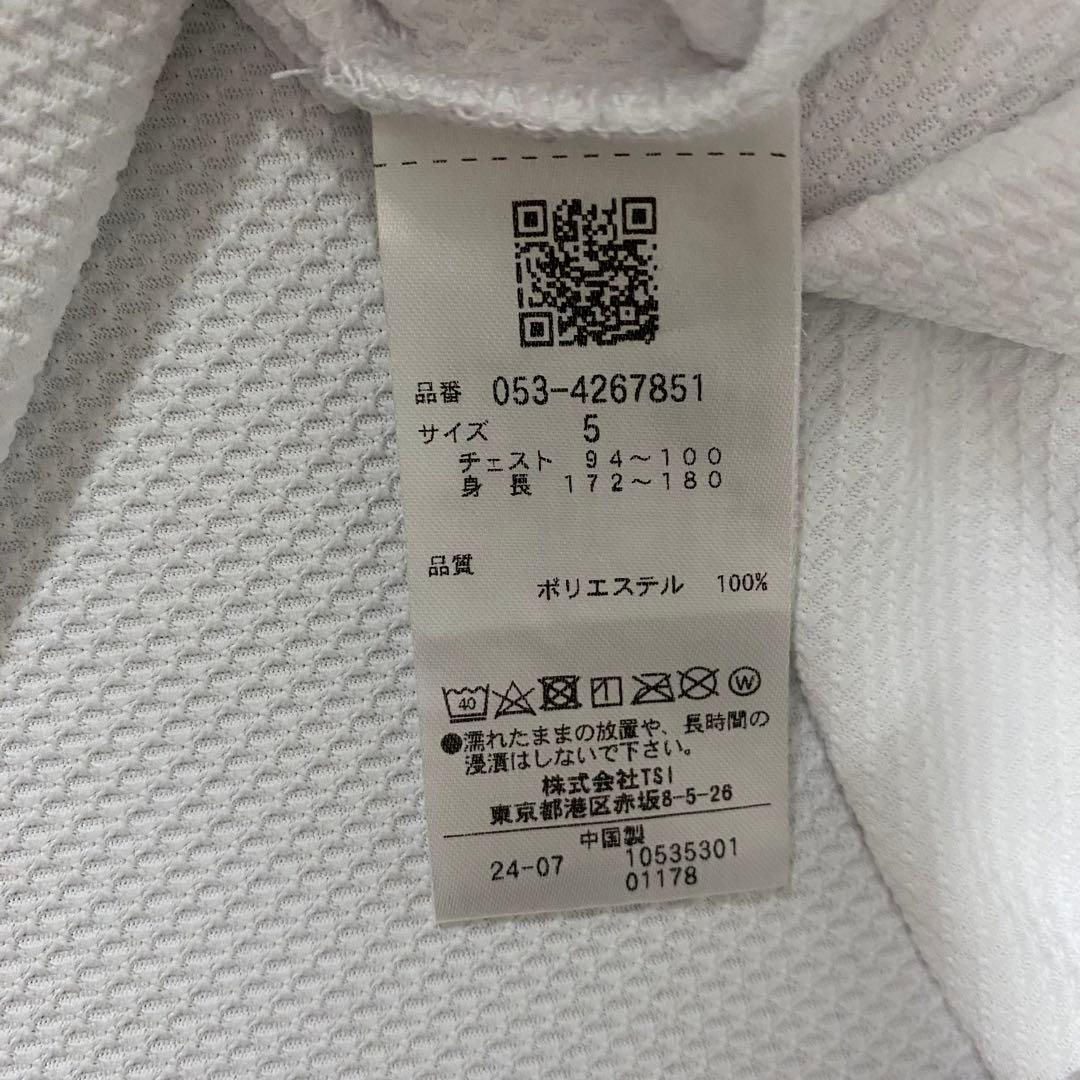 品番 053-4267851
サイズ 5
チェスト 94～100
身長 172～180
品質
ポリエステル 100%
40 W
●濡れたままの放置や、長時間の
浸漬はしないで下さい。
株式会社TSI
東京都港区赤坂8-5-26
中国製
24-07 10535301
01178